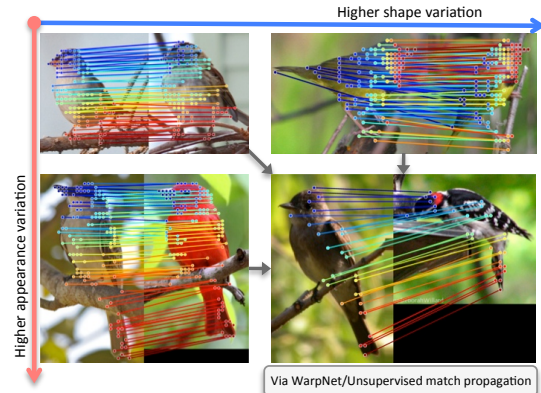 Higher shape variation
Higher appearance variation
Via WarpNet/Unsupervised match propagation